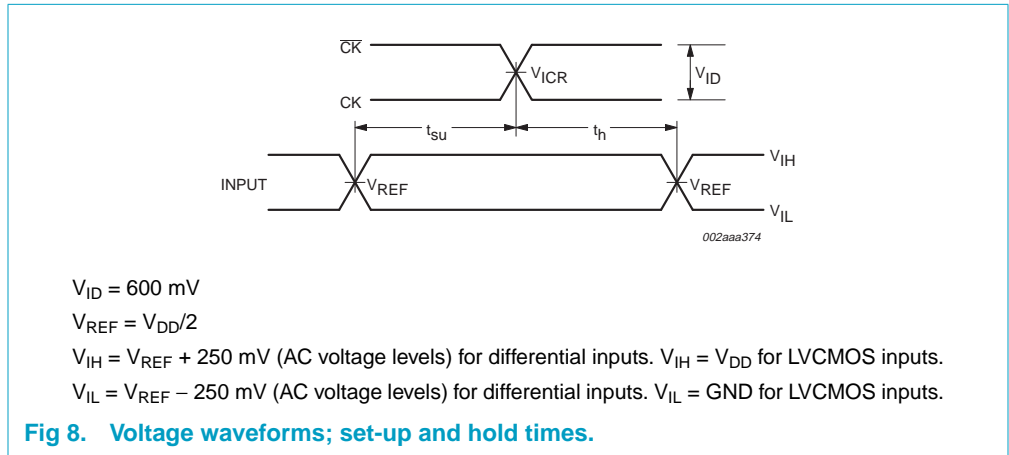 CK
VICR
VID
CK
tsu
th
VIH
INPUT
VREF
VREF
VIL
002aaa374
VID = 600 mV
VREF = VDD/2
VIH = VREF + 250 mV (AC voltage levels) for differential inputs. VIH = VDD for LVCMOS inputs.
VIL = VREF − 250 mV (AC voltage levels) for differential inputs. VIL = GND for LVCMOS inputs.
Fig 8. Voltage waveforms; set-up and hold times.